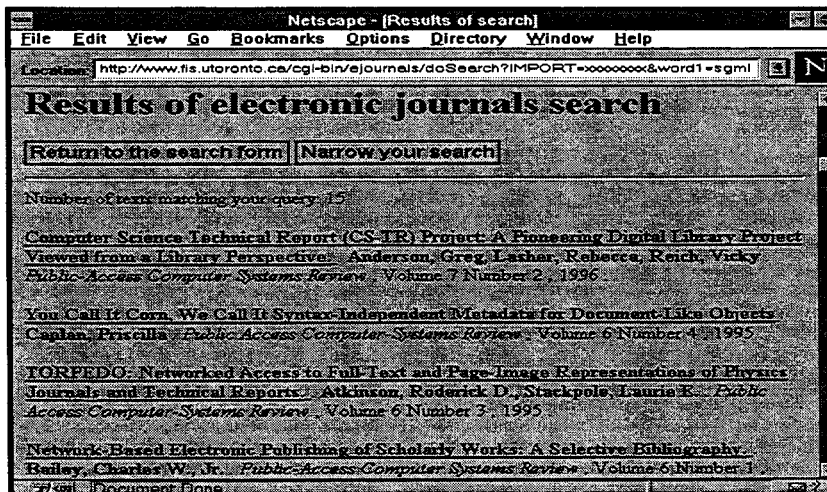 Netscape - [Results of search]
File Edit View Go Bookmarks Options Directory Window Help
Location: http://www.fis.utoronto.ca/cgi-bin/ejournals/doSearch?IMPORT=xxxxxxxx&word1=sgml
N
Results of electronic journals search
Return to the search form Narrow your search
Number of texts matching your query: 15
Computer Science Technical Report (CS-TR) Project: A Pioneering Digital Library Project
Viewed from a Library Perspective. Anderson, Greg, Lasher, Rebecca, Reich, Vicky
Public-Access Computer Systems Review, Volume 7 Number 2, 1996.
You Call It Corn, We Call It Syntax-Independent Metadata for Document-Like Objects.
Caplan, Priscilla. Public-Access Computer-Systems Review, Volume 6 Number 4, 1995.
TORPEDO: Networked Access to Full-Text and Page-Image Representations of Physics
Journals and Technical Reports. Atkinson, Roderick D., Stackpole, Laurie E. Public-
Access Computer-Systems Review, Volume 6 Number 3, 1995.
Network-Based Electronic Publishing of Scholarly Works: A Selective Bibliography.
Bailey, Charles W., Jr. Public-Access-Computer Systems Review, Volume 6 Number 1,
Document Done